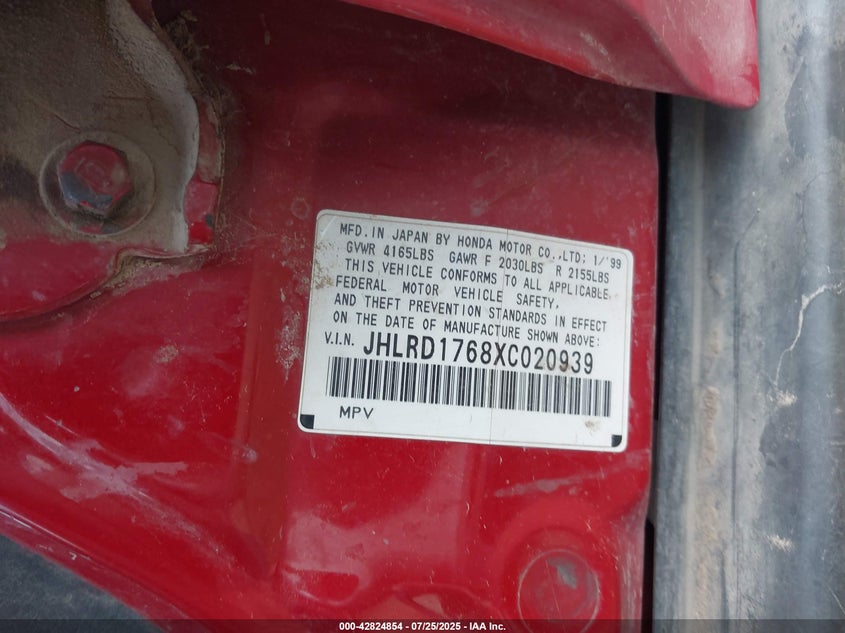 MFD. IN JAPAN BY HONDA MOTOR CO.,LTD; 1/'99
GVWR 4165LBS GAWR F 2030LBS R 2155LBS
THIS VEHICLE CONFORMS TO ALL APPLICABLE
FEDERAL MOTOR VEHICLE SAFETY,
AND THEFT PREVENTION STANDARDS IN EFFECT
ON THE DATE OF MANUFACTURE SHOWN ABOVE:
V.I.N. JHLRD1768XC020939
MPV
000-42824854 - 07/25/2025 - IAA Inc.